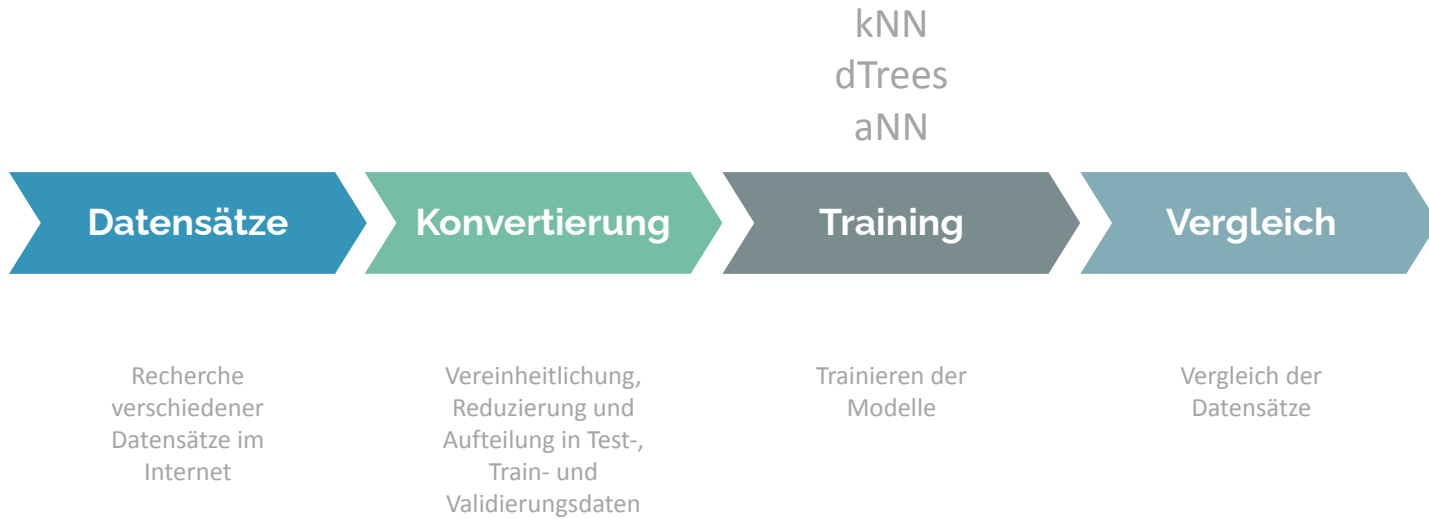 kNN
dTrees
aNN
Datensätze
Konvertierung
Training
Vergleich
Recherche
verschiedener
Datensätze im
Internet
Vereinheitlichung,
Reduzierung und
Aufteilung in Test-,
Train- und
Validierungsdaten
Trainieren der
Modelle
Vergleich der
Datensätze